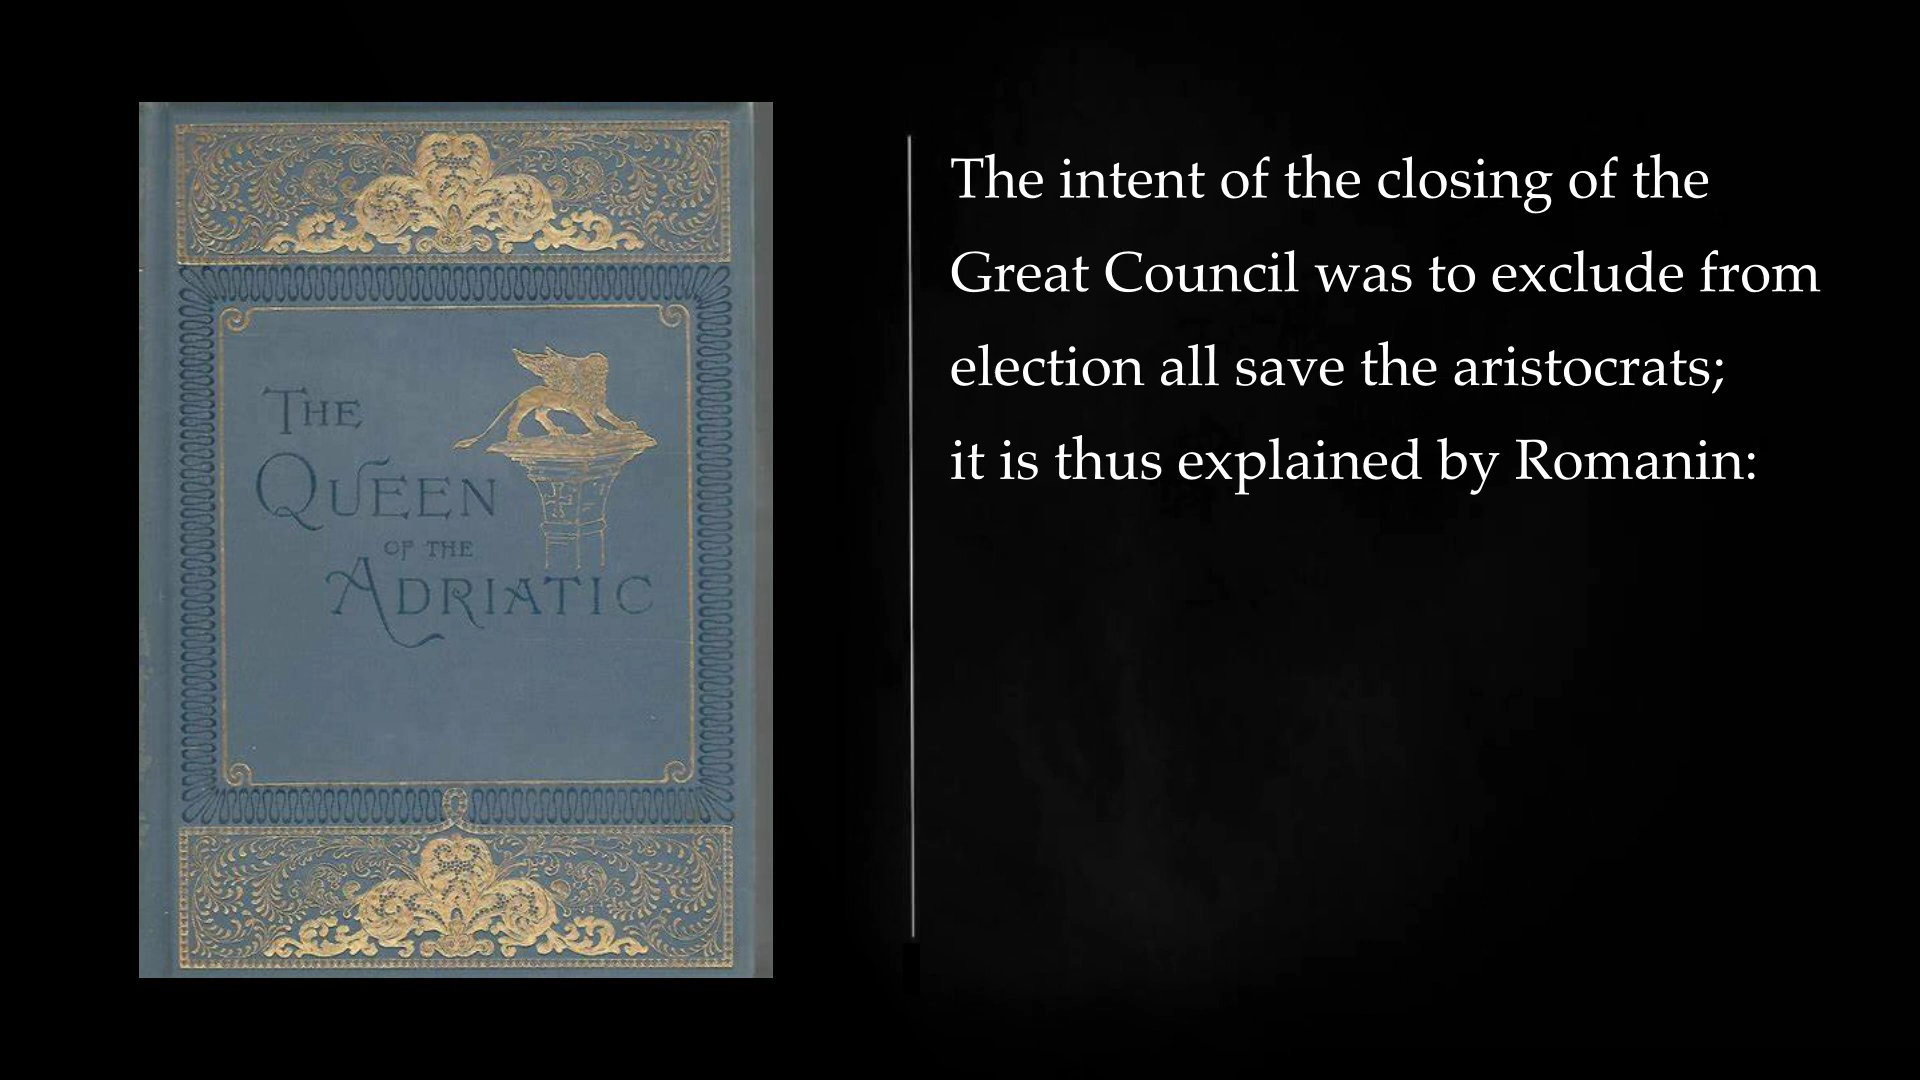 The
Queen
of the
Adriatic
The intent of the closing of the
Great Council was to exclude from
election all save the aristocrats;
it is thus explained by Romanin: